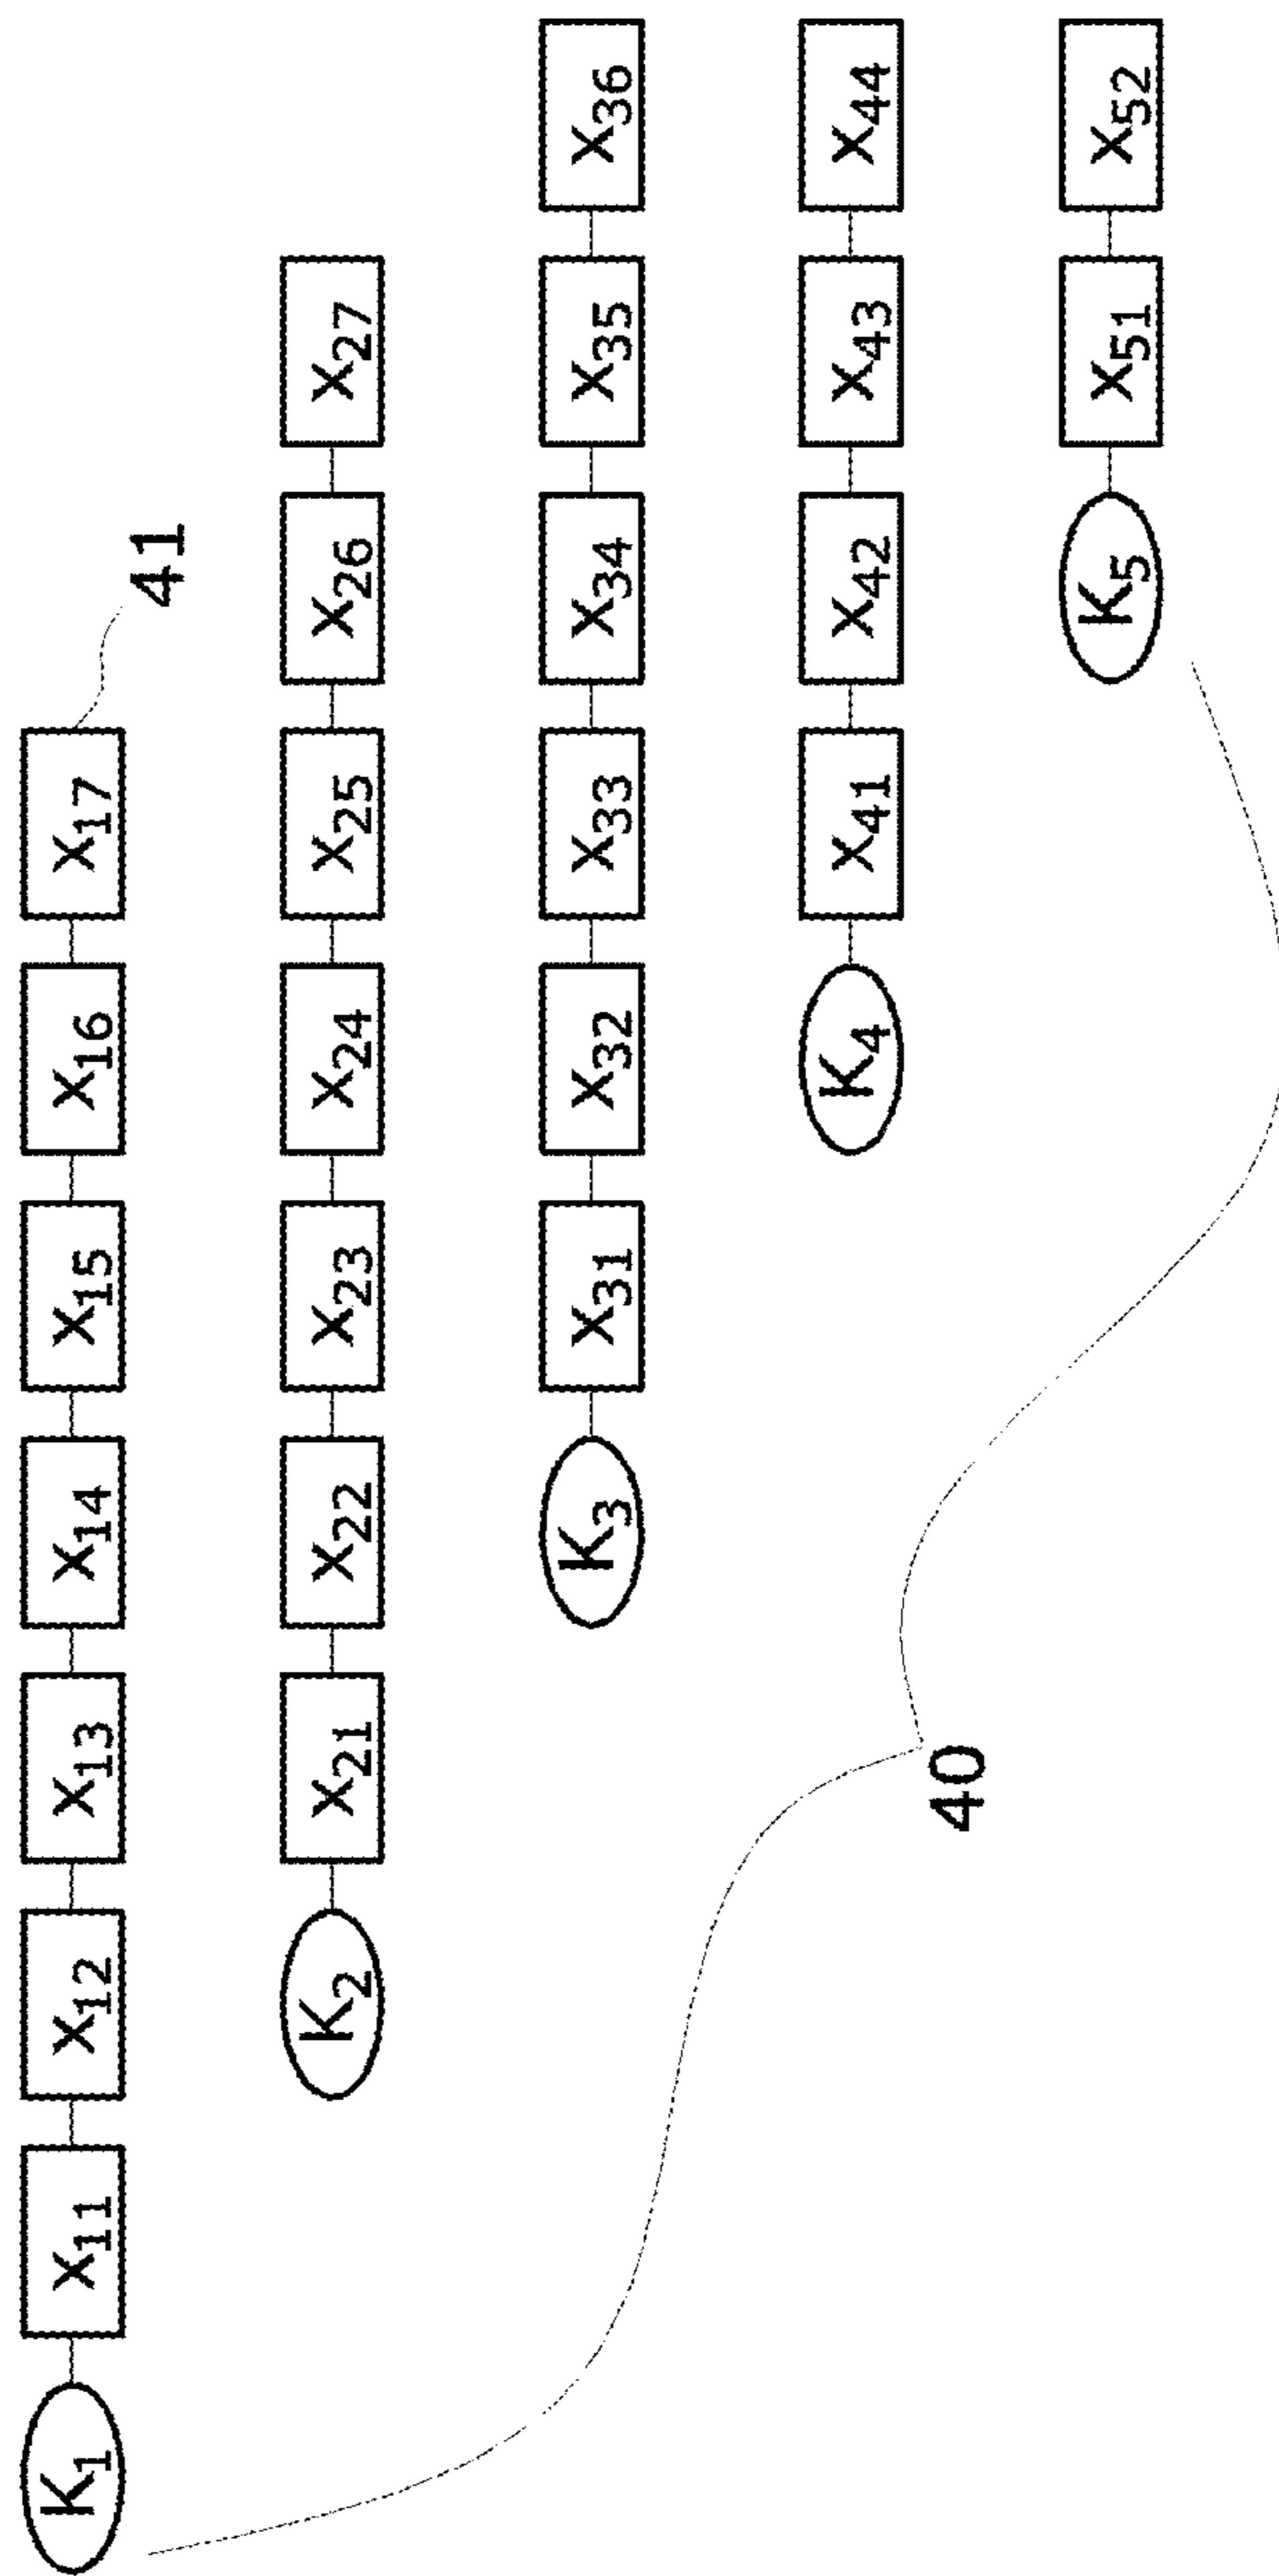 K₁ X₁₁ X₁₂ X₁₃ X₁₄ X₁₅ X₁₆ X₁₇
41
K₂ X₂₁ X₂₂ X₂₃ X₂₄ X₂₅ X₂₆ X₂₇
K₃ X₃₁ X₃₂ X₃₃ X₃₄ X₃₅ X₃₆
K₄ X₄₁ X₄₂ X₄₃ X₄₄
40
K₅ X₅₁ X�5₂